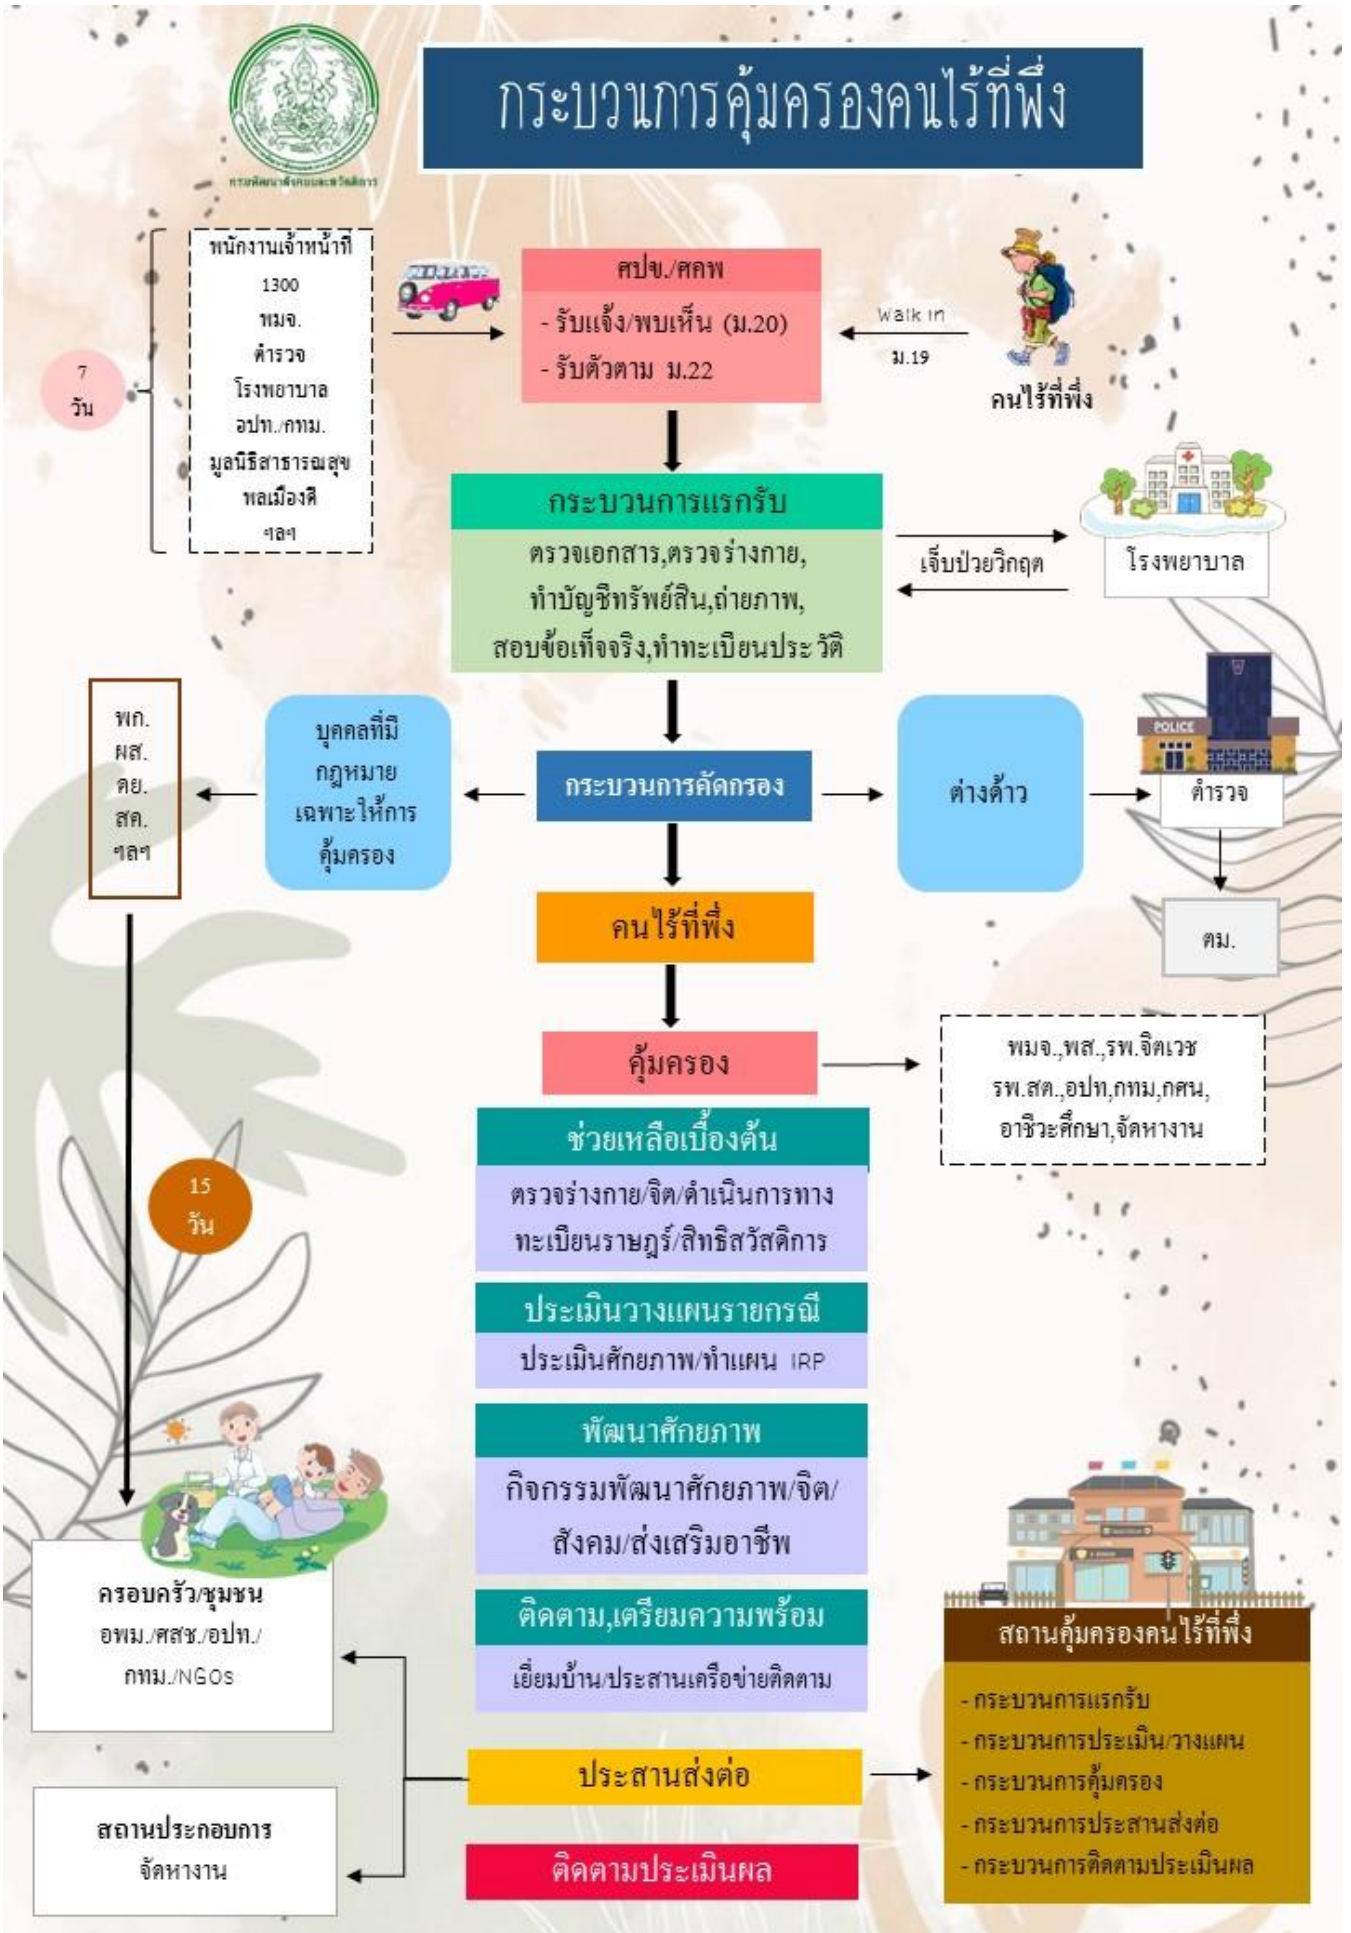 กระบวนการคุ้มครองคนไร้ที่พึ่ง
กรมพัฒนาสังคมและสวัสดิการ
7
วัน
พนักงานเจ้าหน้าที่
1300
พมจ.
ตำรวจ
โรงพยาบาล
อปท./กทม.
มูลนิธิสาธารณสุข
พลเมืองดี
ฯลฯ
ศปข./ศคพ
- รับแจ้ง/พบเห็น (ม.20)
- รับตัวตาม ม.22
Walk in
ม.19
คนไร้ที่พึ่ง
กระบวนการแรกรับ
ตรวจเอกสาร,ตรวจร่างกาย,
ทำบัญชีทรัพย์สิน,ถ่ายภาพ,
สอบข้อเท็จจริง,ทำทะเบียนประวัติ
เจ็บป่วยวิกฤต
โรงพยาบาล
พก.
ผส.
ดย.
สค.
ฯลฯ
บุคคลที่มี
กฎหมาย
เฉพาะให้การ
คุ้มครอง
กระบวนการคัดกรอง
ต่างด้าว
POLICE
ตำรวจ
ตม.
คนไร้ที่พึ่ง
คุ้มครอง
พมจ.,พส.,รพ.จิตเวช
รพ.สต.,อปท,กทม,กศน,
อาชีวะศึกษา,จัดหางาน
ช่วยเหลือเบื้องต้น
ตรวจร่างกาย/จิต/ดำเนินการทาง
ทะเบียนราษฎร์/สิทธิสวัสดิการ
15
วัน
ประเมินวางแผนรายกรณี
ประเมินศักยภาพ/ทำแผน IRP
พัฒนาศักยภาพ
กิจกรรมพัฒนาศักยภาพ/จิต/
สังคม/ส่งเสริมอาชีพ
ติดตาม,เตรียมความพร้อม
เยี่ยมบ้าน/ประสานเครือข่ายติดตาม
ครอบครัว/ชุมชน
อพม./ศสช./อปท./
กทม./NGOs
สถานประกอบการ
จัดหางาน
ประสานส่งต่อ
ติดตามประเมินผล
สถานคุ้มครองคนไร้ที่พึ่ง
- กระบวนการแรกรับ
- กระบวนการประเมิน/วางแผน
- กระบวนการคุ้มครอง
- กระบวนการประสานส่งต่อ
- กระบวนการติดตามประเมินผล